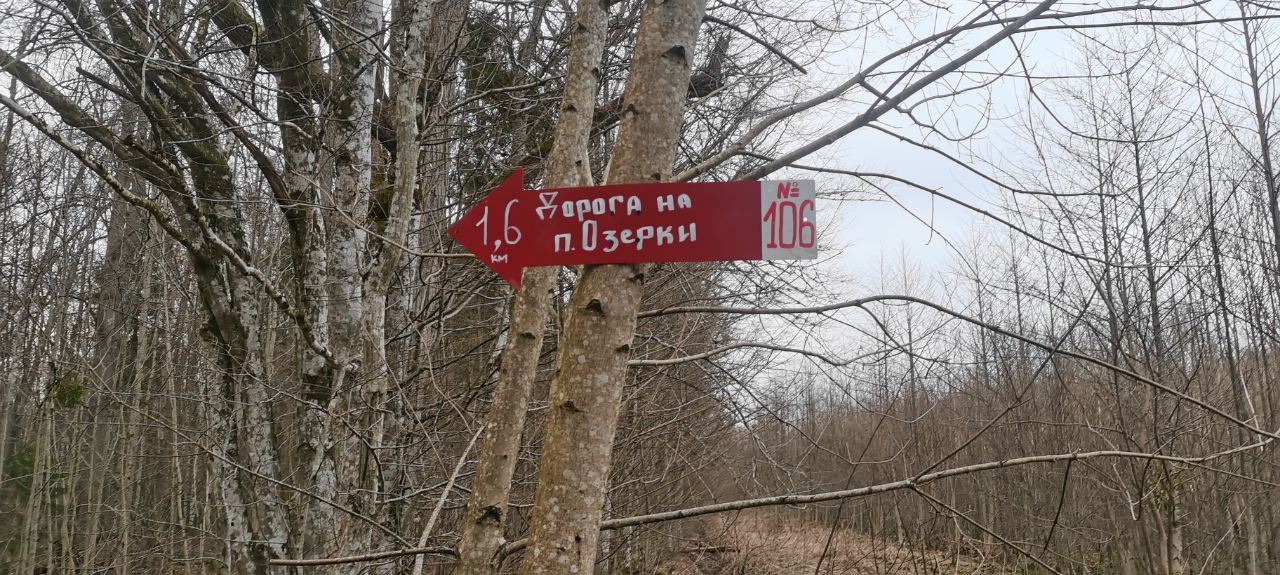 1,6
км
Дорога на
п. Озерки
№
106